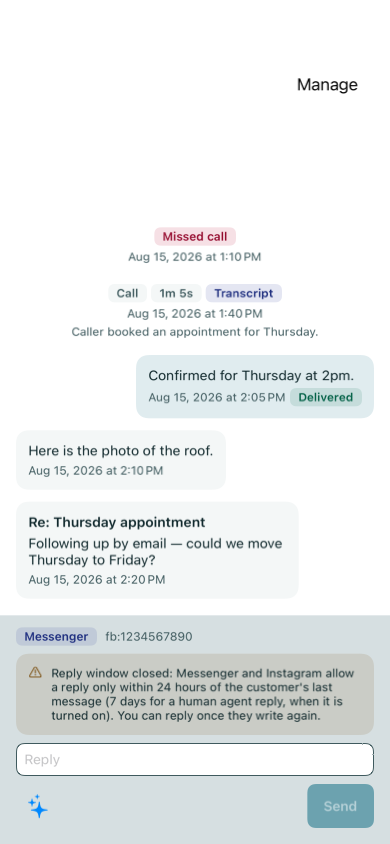 Manage
Missed call
Aug 15, 2026 at 1:10 PM
Call 1m 5s Transcript
Aug 15, 2026 at 1:40 PM
Caller booked an appointment for Thursday.
Confirmed for Thursday at 2pm.
Aug 15, 2026 at 2:05 PM Delivered
Here is the photo of the roof.
Aug 15, 2026 at 2:10 PM
Re: Thursday appointment
Following up by email — could we move
Thursday to Friday?
Aug 15, 2026 at 2:20 PM
Messenger fb:1234567890
Reply window closed: Messenger and Instagram allow
a reply only within 24 hours of the customer's last
message (7 days for a human agent reply, when it is
turned on). You can reply once they write again.
Reply
Send